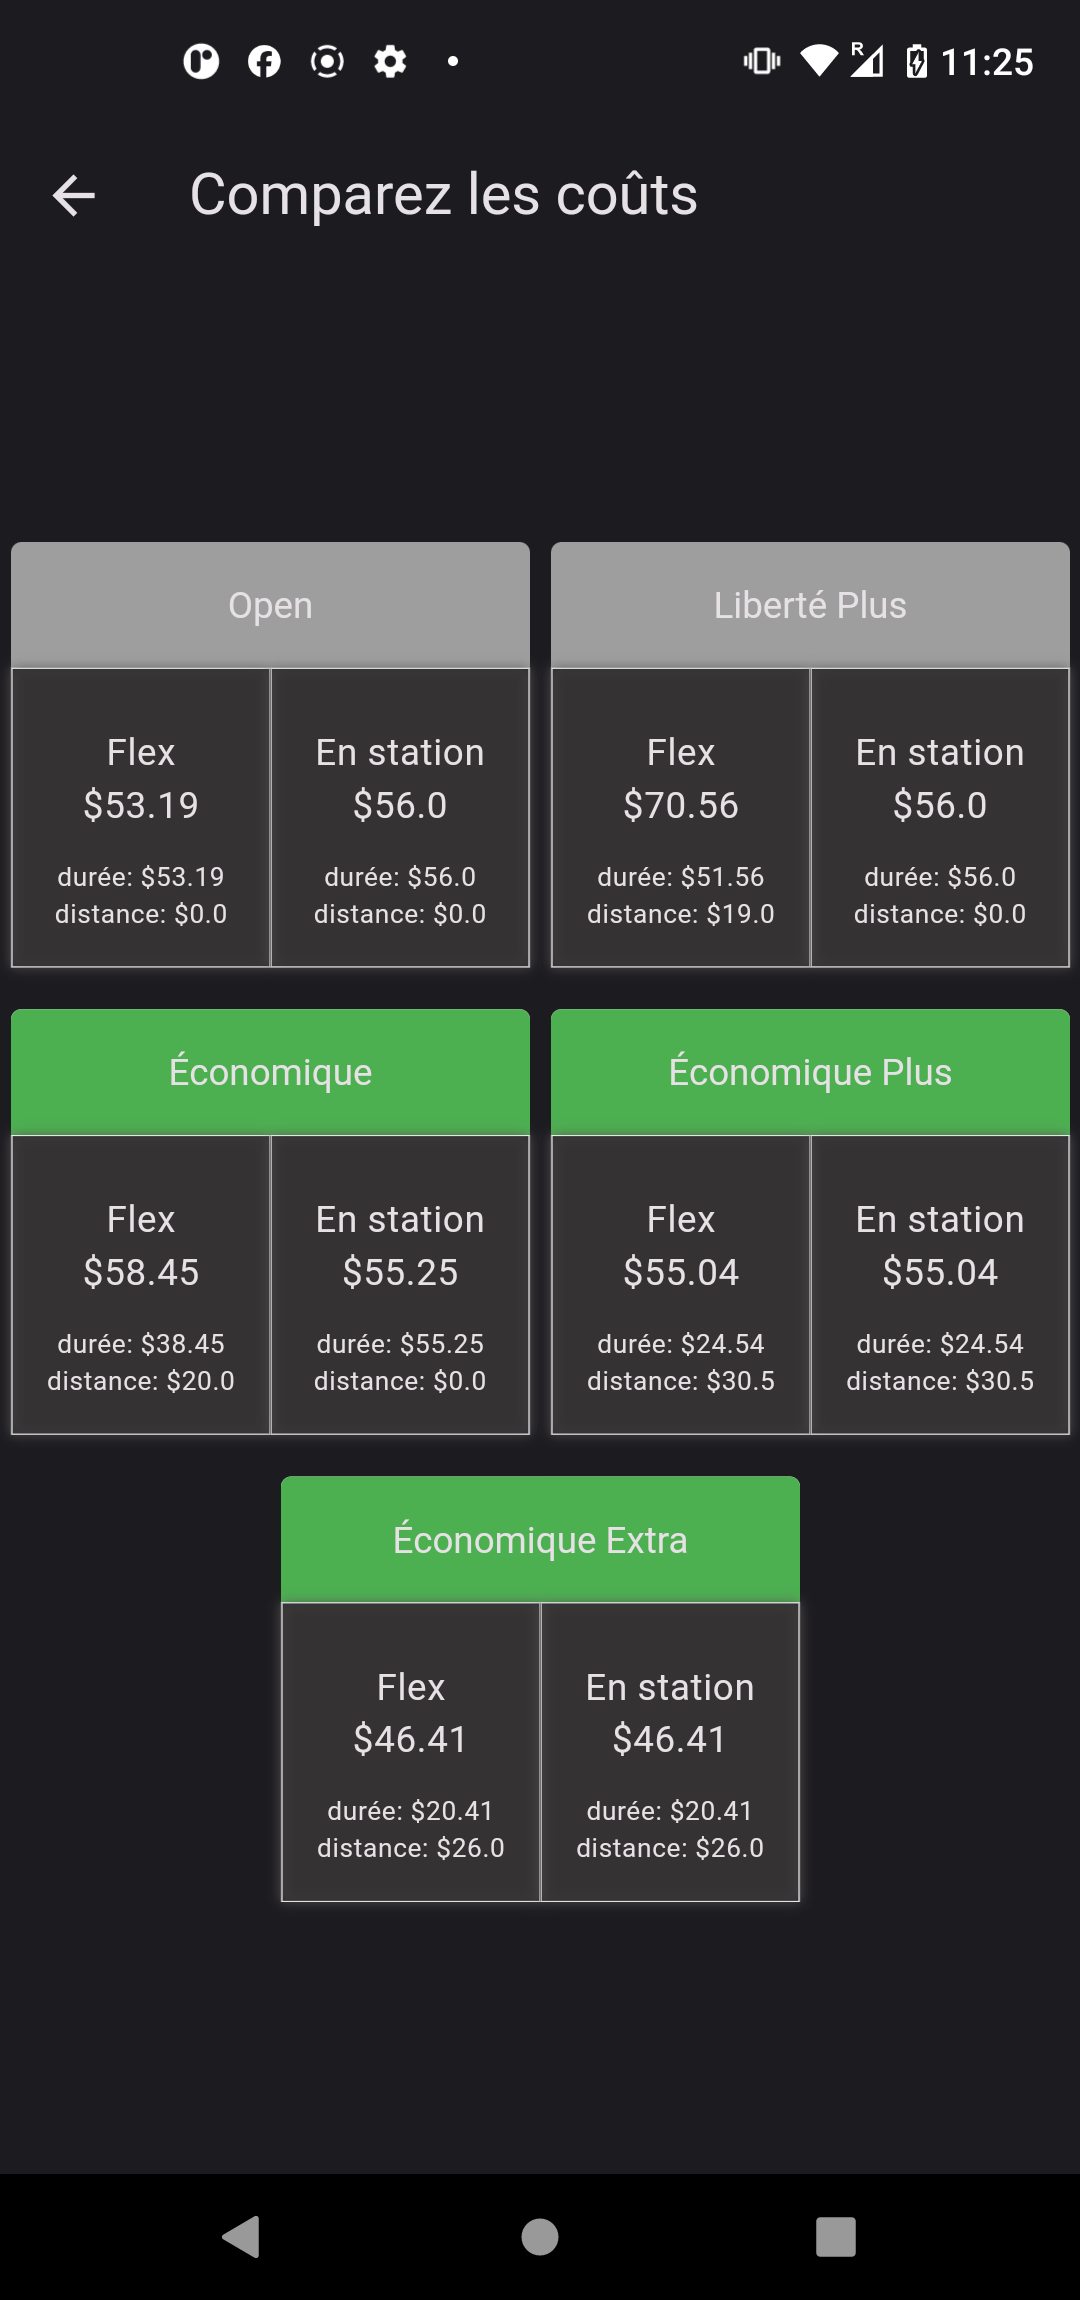 11:25
Comparez les coûts
Open
Flex
$53.19
durée: $53.19
distance: $0.0
En station
$56.0
durée: $56.0
distance: $0.0
Liberté Plus
Flex
$70.56
durée: $51.56
distance: $19.0
En station
$56.0
durée: $56.0
distance: $0.0
Économique
Flex
$58.45
durée: $38.45
distance: $20.0
En station
$55.25
durée: $55.25
distance: $0.0
Économique Plus
Flex
$55.04
durée: $24.54
distance: $30.5
En station
$55.04
durée: $24.54
distance: $30.5
Économique Extra
Flex
$46.41
durée: $20.41
distance: $26.0
En station
$46.41
durée: $20.41
distance: $26.0